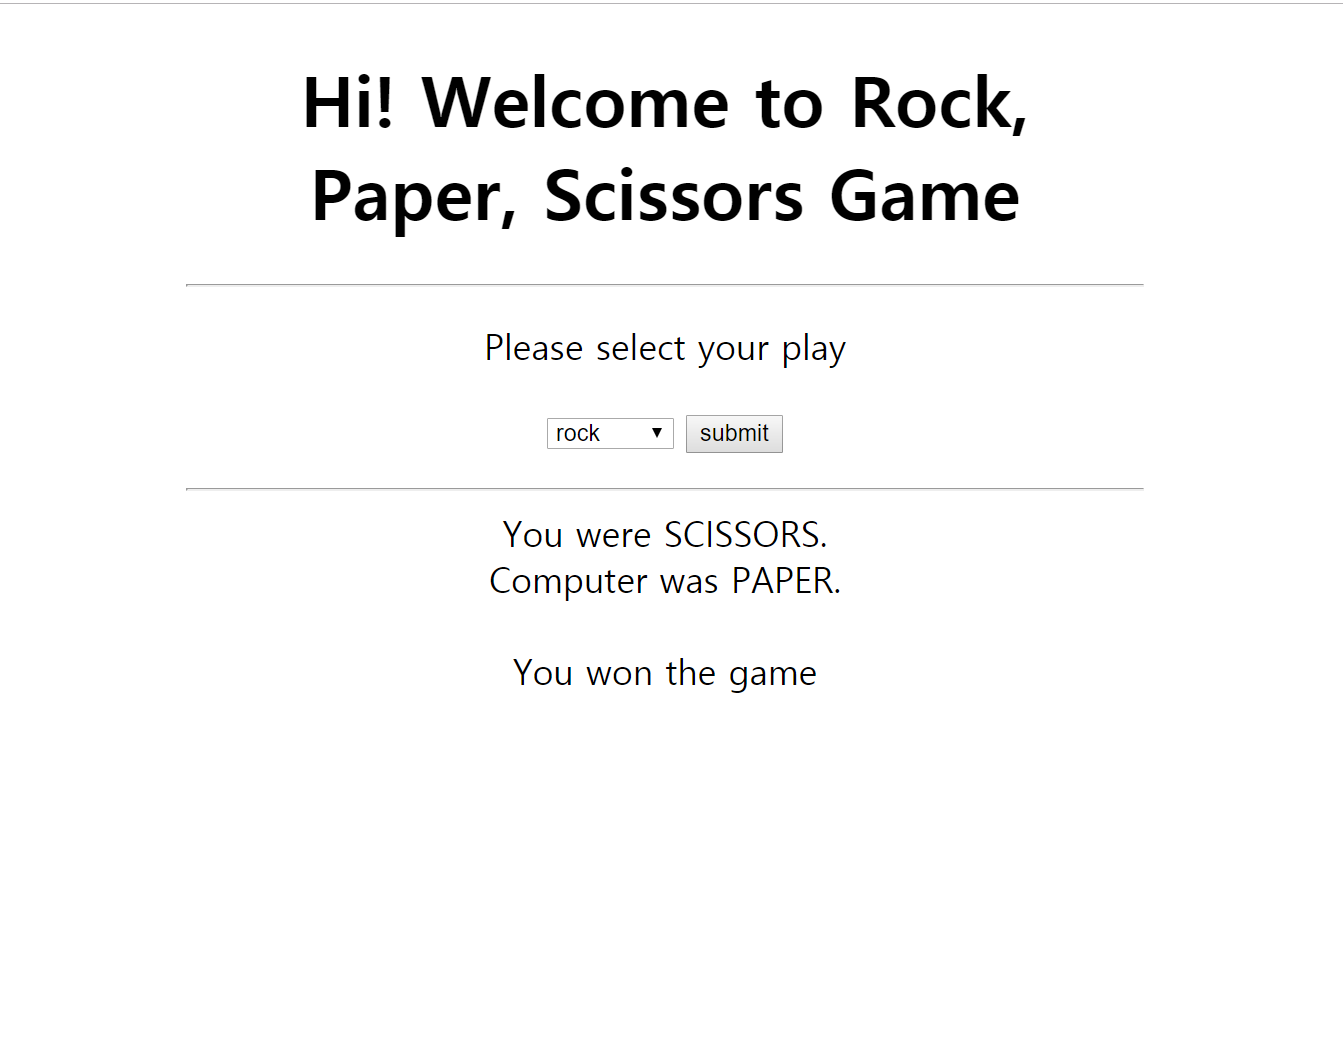 Hi! Welcome to Rock,
Paper, Scissors Game
Please select your play
rock submit
You were SCISSORS.
Computer was PAPER.
You won the game